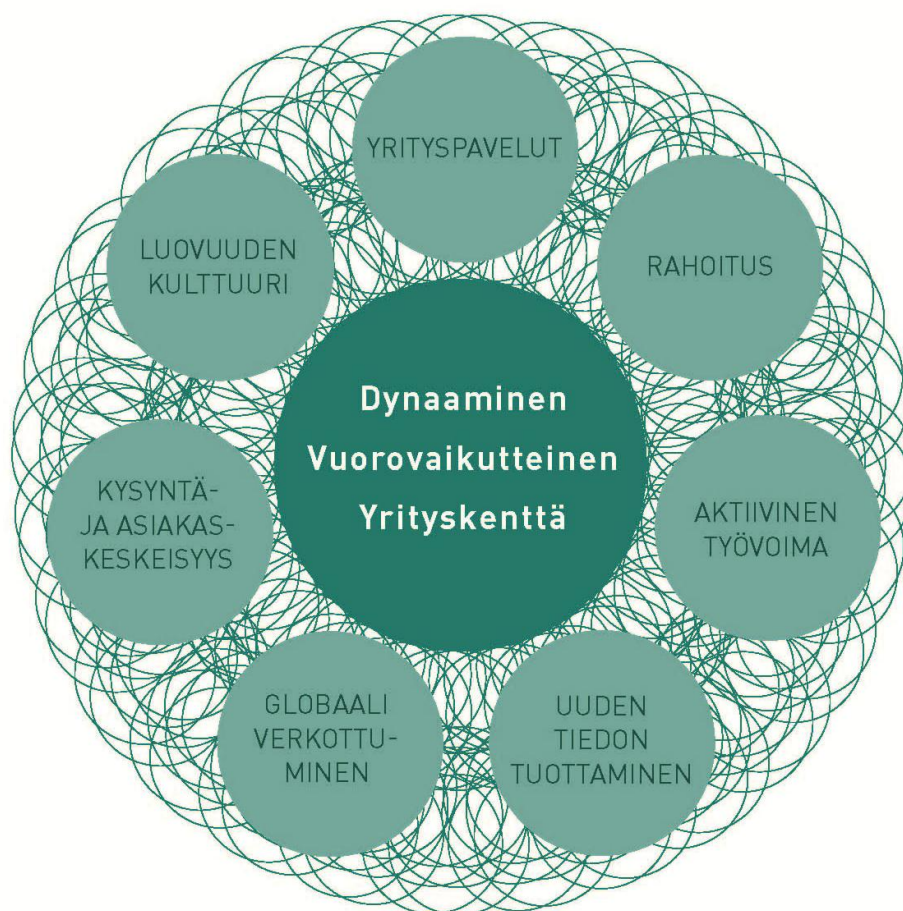 YRITYSPAVELUT
RAHOITUS
AKTIIVINEN
TYÖVOIMA
UUDEN
TIEDON
TUOTTAMINEN
GLOBAALI
VERKOTTU-
MINEN
KYSYNTÄ-
JA ASIAKAS-
KESKEISYYS
LUOVUUDEN
KULTTUURI
Dynaaminen
Vuorovaikutteinen
Yrityskenttä